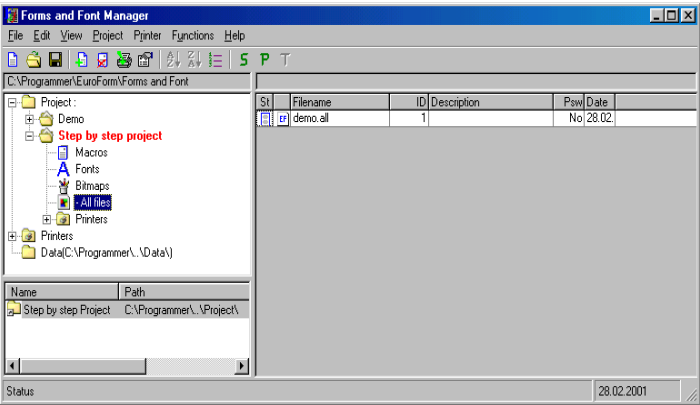 Forms and Font Manager
File Edit View Project Printer Functions Help
S P T
C:\Programmer\EuroForm\Forms and Font
Project :
Demo
Step by step project
Macros
Fonts
Bitmaps
- All files
Printers
Printers
Data(C:\Programmer\..\Data\)
St Filename ID Description Psw Date
EF demo.all 1 No 28.02.
Name Path
Step by step Project C:\Programmer\..\Project\
Status 28.02.2001